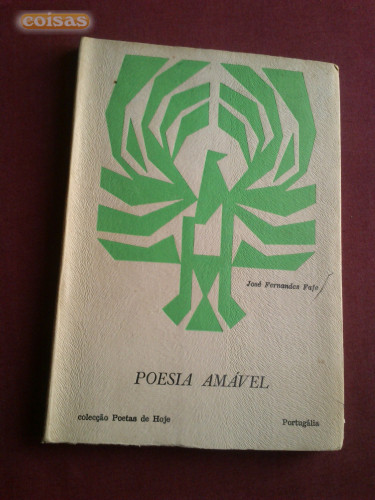 coisas
José Fernandes Fafe
POESIA AMÁVEL
colecção Poetas de Hoje
Portugália